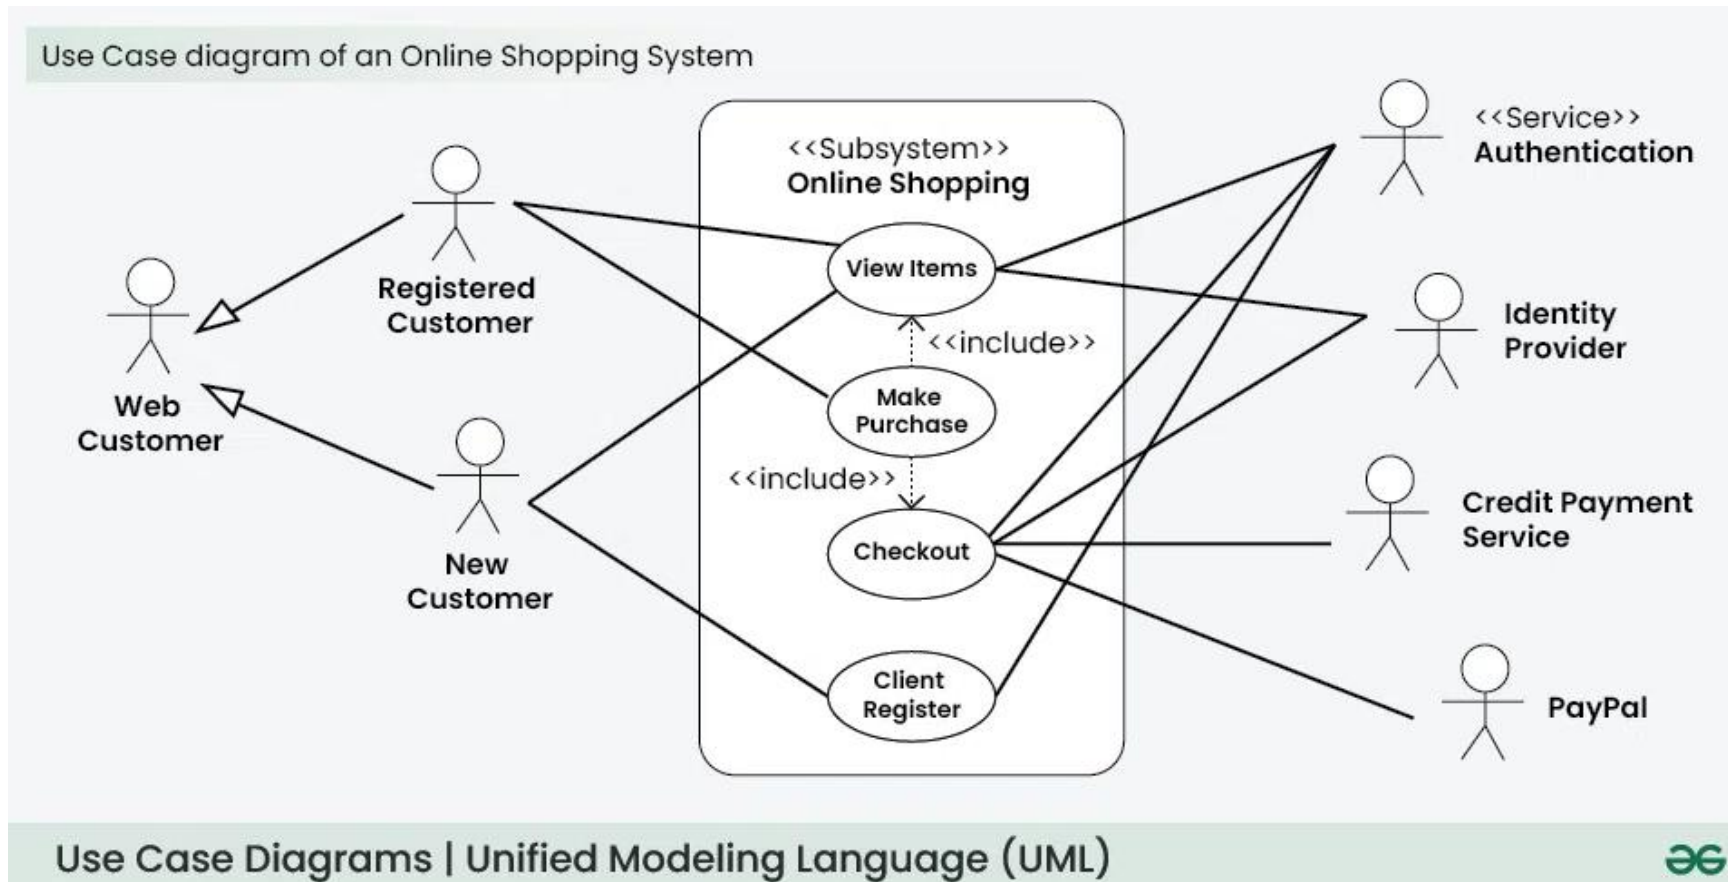 Use Case diagram of an Online Shopping System
<<Subsystem>>
Online Shopping
<<Service>>
Authentication
Registered
Customer
View Items
Identity
Provider
<<include>>
Web
Customer
Make
Purchase
<<include>>
Credit Payment
Service
New
Customer
Checkout
Client
Register
PayPal
Use Case Diagrams | Unified Modeling Language (UML)